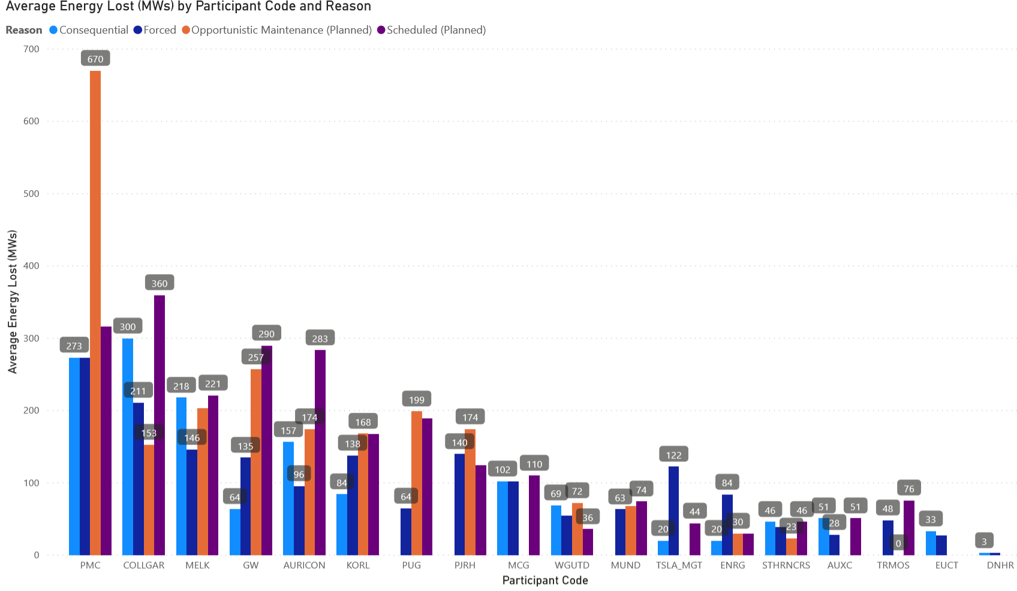 Average Energy Lost (MWs) by Participant Code and Reason
Reason Consequential Forced Opportunistic Maintenance (Planned) Scheduled (Planned)
700
600
500
400
300
200
100
0
Average Energy Lost (MWs)
273 670
300 211 153 360
218 146 221
64 135 257 290
157 96 174 283
84 138 168
64 199
140 174
102 110
69 72 36
63 74
20 122 44
20 84 30
46 23 46
51 28 51
48 0 76
33
3
PMC COLLGAR MELK GW AURICON KORL PUG PJRH MCG WGUTD MUND TSLA_MGT ENRG STHRNCRS AUXC TRMOS EUCT DNHR
Participant Code